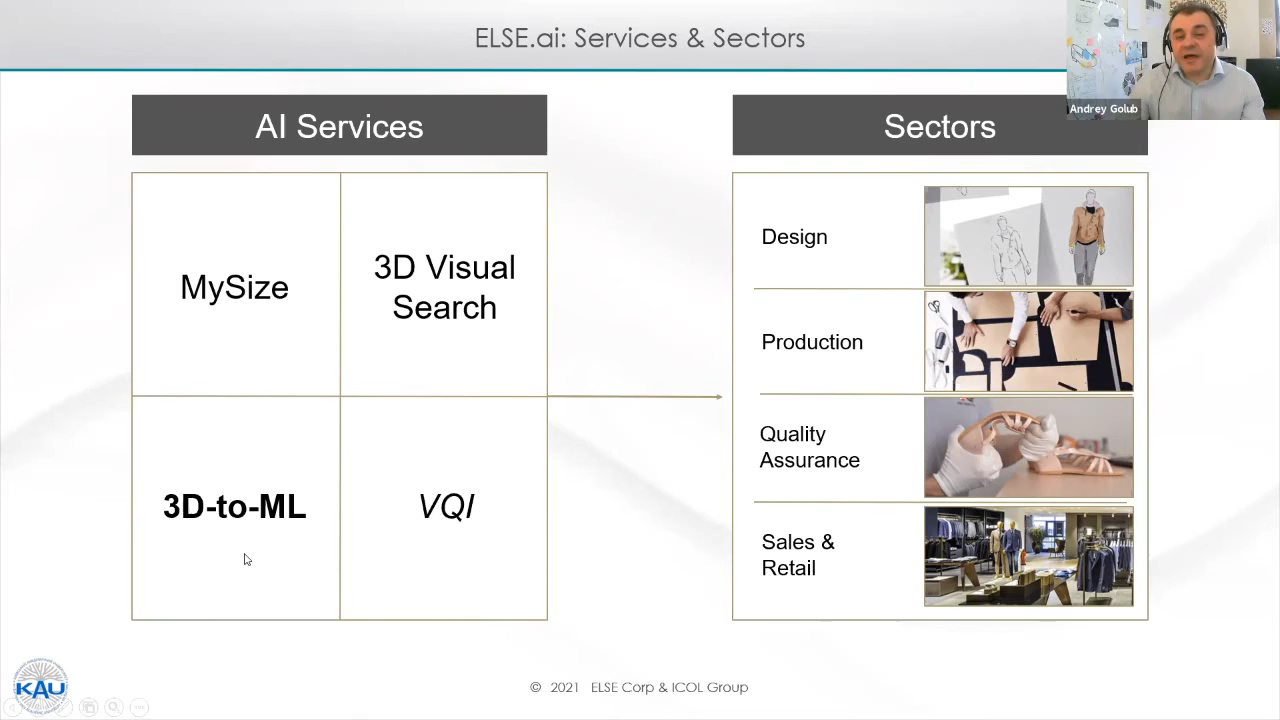 ELSE.ai: Services & Sectors
Andrey Golub
AI Services
Sectors
MySize
3D Visual
Search
3D-to-ML
VQI
Design
Production
Quality
Assurance
Sales &
Retail
KAU
© 2021 ELSE Corp & ICOL Group